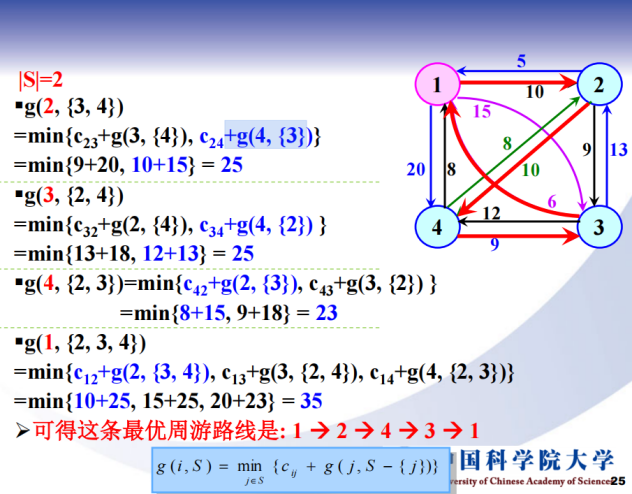 |S|=2
▪g(2, {3, 4})
=min{c₂₃+g(3, {4}), c₂₄+g(4, {3})}
=min{9+20, 10+15} = 25
▪g(3, {2, 4})
=min{c₃₂+g(2, {4}), c₃₄+g(4, {2}) }
=min{13+18, 12+13} = 25
▪g(4, {2, 3})=min{c₄₂+g(2, {3}), c₄₃+g(3, {2}) }
=min{8+15, 9+18} = 23
▪g(1, {2, 3, 4})
=min{c₁₂+g(2, {3, 4}), c₁₃+g(3, {2, 4}), c₁₄+g(4, {2, 3})}
=min{10+25, 15+25, 20+23} = 35
➢可得这条最优周游路线是: 1 → 2 → 4 → 3 → 1
g (i, S) = min {cᵢⱼ + g (j, S − {j})}
j∈S
5
1
10
2
15
8
9
13
20
8
10
6
4
12
3
9
国科学院大学
versity of Chinese Academy of Science
25